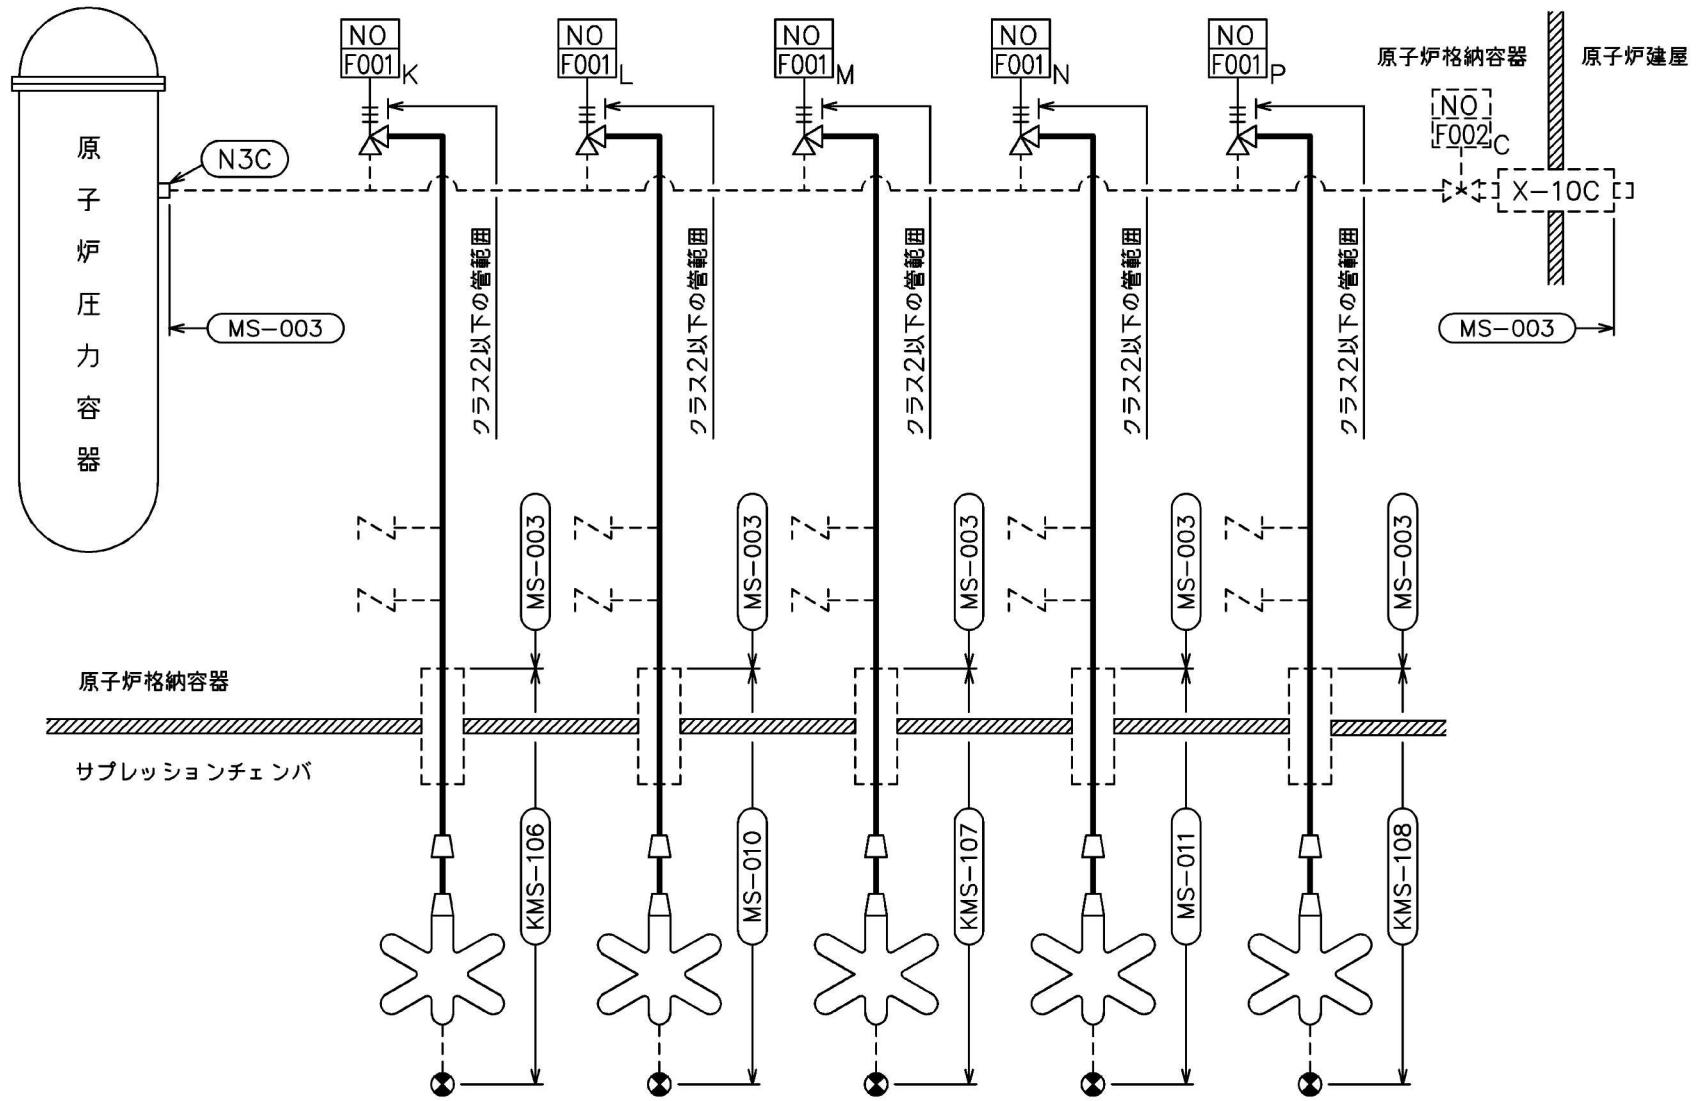 NO
F001 K
NO
F001 L
NO
F001 M
NO
F001 N
NO
F001 P
原子炉格納容器
原子炉建屋
NO
F002 C
原子炉圧力容器
N3C
X-10C
MS-003
MS-003
クラス2以下の管範囲
クラス2以下の管範囲
クラス2以下の管範囲
クラス2以下の管範囲
クラス2以下の管範囲
MS-003
MS-003
MS-003
MS-003
MS-003
原子炉格納容器
サプレッションチェンバ
KMS-106
MS-010
KMS-107
MS-011
KMS-108